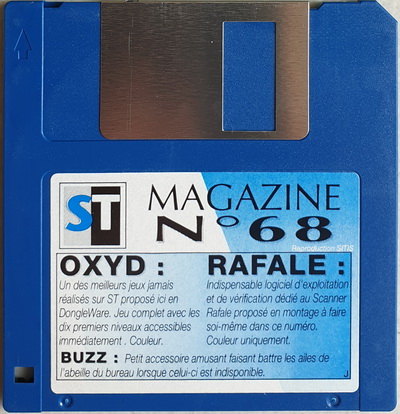 ST MAGAZINE
N°68
Reproduction SITIS
OXYD :
Un des meilleurs jeux jamais
réalisés sur ST proposé ici en
DongleWare. Jeu complet avec les
dix premiers niveaux accessibles
immédiatement . Couleur.
RAFALE :
Indispensable logiciel d'exploitation
et de vérification dédié au Scanner
Rafale proposé en montage à faire
soi-même dans ce numéro.
Couleur uniquement.
BUZZ : Petit accessoire amusant faisant battre les ailes de
l'abeille du bureau lorsque celui-ci est indisponible.
J